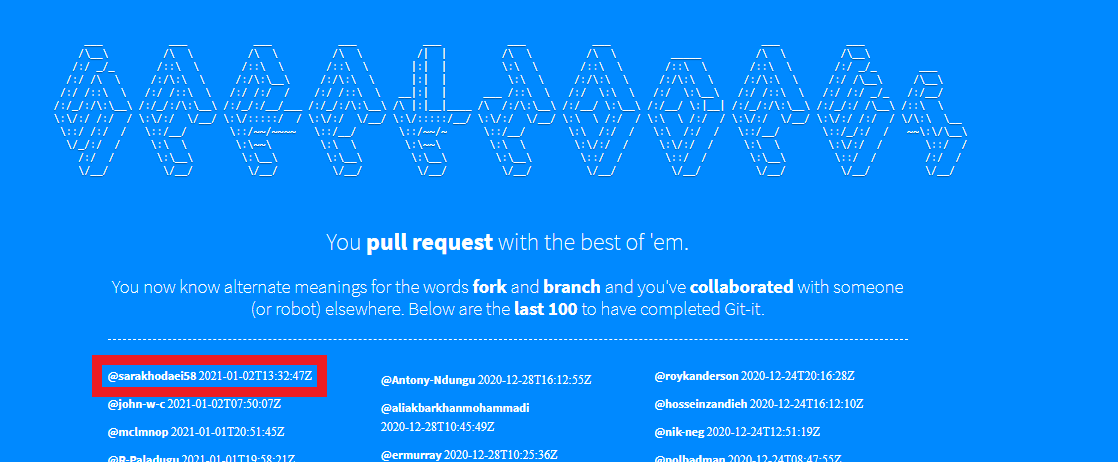 You pull request with the best of 'em.
You now know alternate meanings for the words fork and branch and you've collaborated with someone
(or robot) elsewhere. Below are the last 100 to have completed Git-it.
@sarakhodaei58 2021-01-02T13:32:47Z
@john-w-c 2021-01-02T07:50:07Z
@mclmnop 2021-01-01T20:51:45Z
@R-Paladugu 2021-01-01T19:58:21Z
@Antony-Ndungu 2020-12-28T16:12:55Z
@aliakbarkhanmohammadi
2020-12-28T10:45:49Z
@ermurray 2020-12-28T10:25:36Z
@roykanderson 2020-12-24T20:16:28Z
@hosseinzandieh 2020-12-24T16:12:10Z
@nik-neg 2020-12-24T12:51:19Z
@polbadman 2020-12-24T08:47:55Z